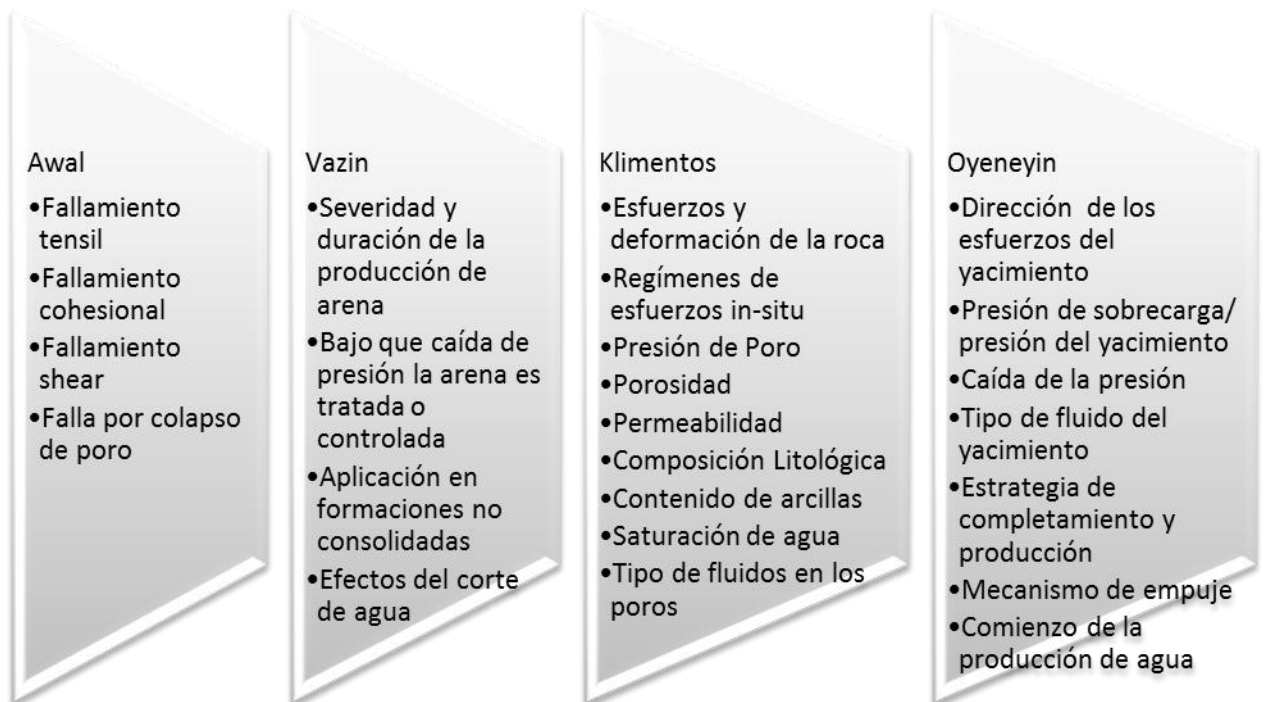 Awal
•Fallamiento
tensil
•Fallamiento
cohesional
•Fallamiento
shear
•Falla por colapso
de poro
Vazin
•Severidad y
duración de la
producción de
arena
•Bajo que caída de
presión la arena es
tratada o
controlada
•Aplicación en
formaciones no
consolidadas
•Efectos del corte
de agua
Klimentos
•Esfuerzos y
deformación de la roca
•Regímenes de
esfuerzos in-situ
•Presión de Poro
•Porosidad
•Permeabilidad
•Composición Litológica
•Contenido de arcillas
•Saturación de agua
•Tipo de fluidos en los
poros
Oyeneyin
•Dirección de los
esfuerzos del
yacimiento
•Presión de sobrecarga/
presión del yacimiento
•Caída de la presión
•Tipo de fluido del
yacimiento
•Estrategia de
completamiento y
producción
•Mecanismo de empuje
•Comienzo de la
producción de agua